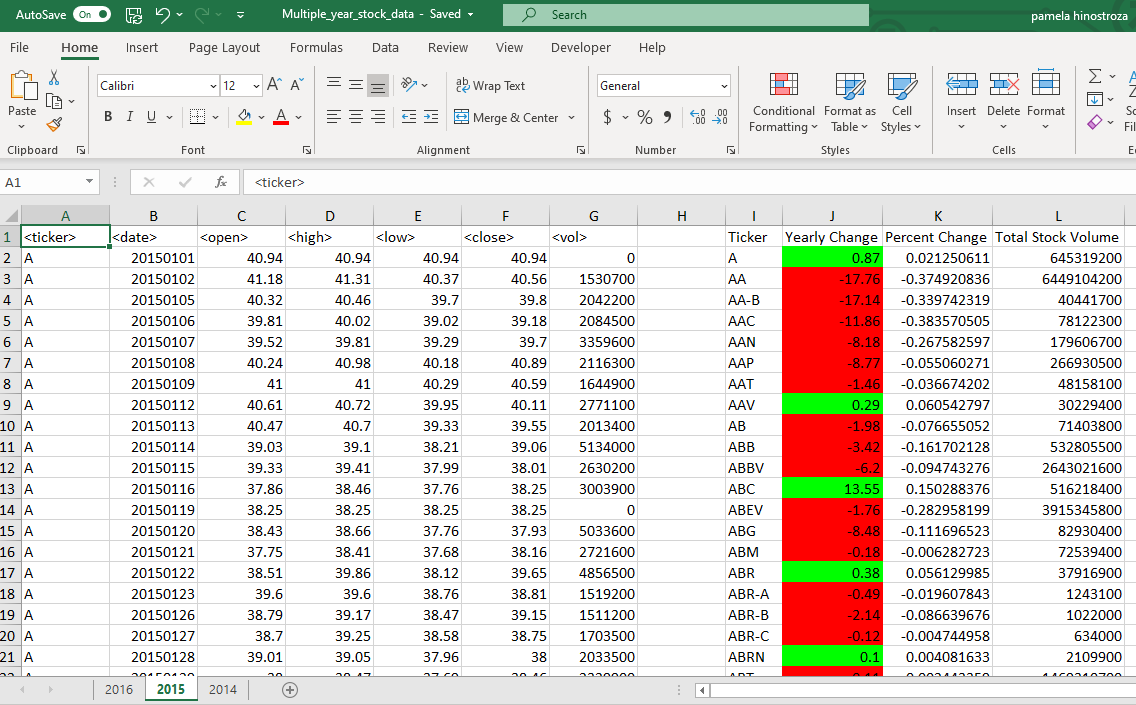 AutoSave On Multiple_year_stock_data - Saved Search pamela hinostroza
File Home Insert Page Layout Formulas Data Review View Developer Help
Calibri 12 A A ab Wrap Text General Conditional Format as Cell Insert Delete Format
Paste B I U A Merge & Center $ % Formatting Table Styles
Clipboard Font Alignment Number Styles Cells
A1 fx <ticker>
A B C D E F G H I J K L
1 <ticker> <date> <open> <high> <low> <close> <vol> Ticker Yearly Change Percent Change Total Stock Volume
2 A 20150101 40.94 40.94 40.94 40.94 0 A 0.87 0.021250611 645319200
3 A 20150102 41.18 41.31 40.37 40.56 1530700 AA -17.76 -0.374920836 6449104200
4 A 20150105 40.32 40.46 39.7 39.8 2042200 AA-B -17.14 -0.339742319 40441700
5 A 20150106 39.81 40.02 39.02 39.18 2084500 AAC -11.86 -0.383570505 78122300
6 A 20150107 39.52 39.81 39.29 39.7 3359600 AAN -8.18 -0.267582597 179606700
7 A 20150108 40.24 40.98 40.18 40.89 2116300 AAP -8.77 -0.055060271 266930500
8 A 20150109 41 41 40.29 40.59 1644900 AAT -1.46 -0.036674202 48158100
9 A 20150112 40.61 40.72 39.95 40.11 2771100 AAV 0.29 0.060542797 30229400
10 A 20150113 40.47 40.7 39.33 39.55 2013400 AB -1.98 -0.076655052 71403800
11 A 20150114 39.03 39.1 38.21 39.06 5134000 ABB -3.42 -0.161702128 532805500
12 A 20150115 39.33 39.41 37.99 38.01 2630200 ABBV -6.2 -0.094743276 2643021600
13 A 20150116 37.86 38.46 37.76 38.25 3003900 ABC 13.55 0.150288376 516218400
14 A 20150119 38.25 38.25 38.25 38.25 0 ABEV -1.76 -0.282958199 3915345800
15 A 20150120 38.43 38.66 37.76 37.93 5033600 ABG -8.48 -0.111696523 82930400
16 A 20150121 37.75 38.41 37.68 38.16 2721600 ABM -0.18 -0.006282723 72539400
17 A 20150122 38.51 39.86 38.12 39.65 4856500 ABR 0.38 0.056129985 37916900
18 A 20150123 39.6 39.6 38.76 38.81 1519200 ABR-A -0.49 -0.019607843 1243100
19 A 20150126 38.79 39.17 38.47 39.15 1511200 ABR-B -2.14 -0.086639676 1022000
20 A 20150127 38.7 39.25 38.58 38.75 1703500 ABR-C -0.12 -0.004744958 634000
21 A 20150128 39.01 39.05 37.96 38 2033500 ABRN 0.1 0.004081633 2109900
2016 2015 2014